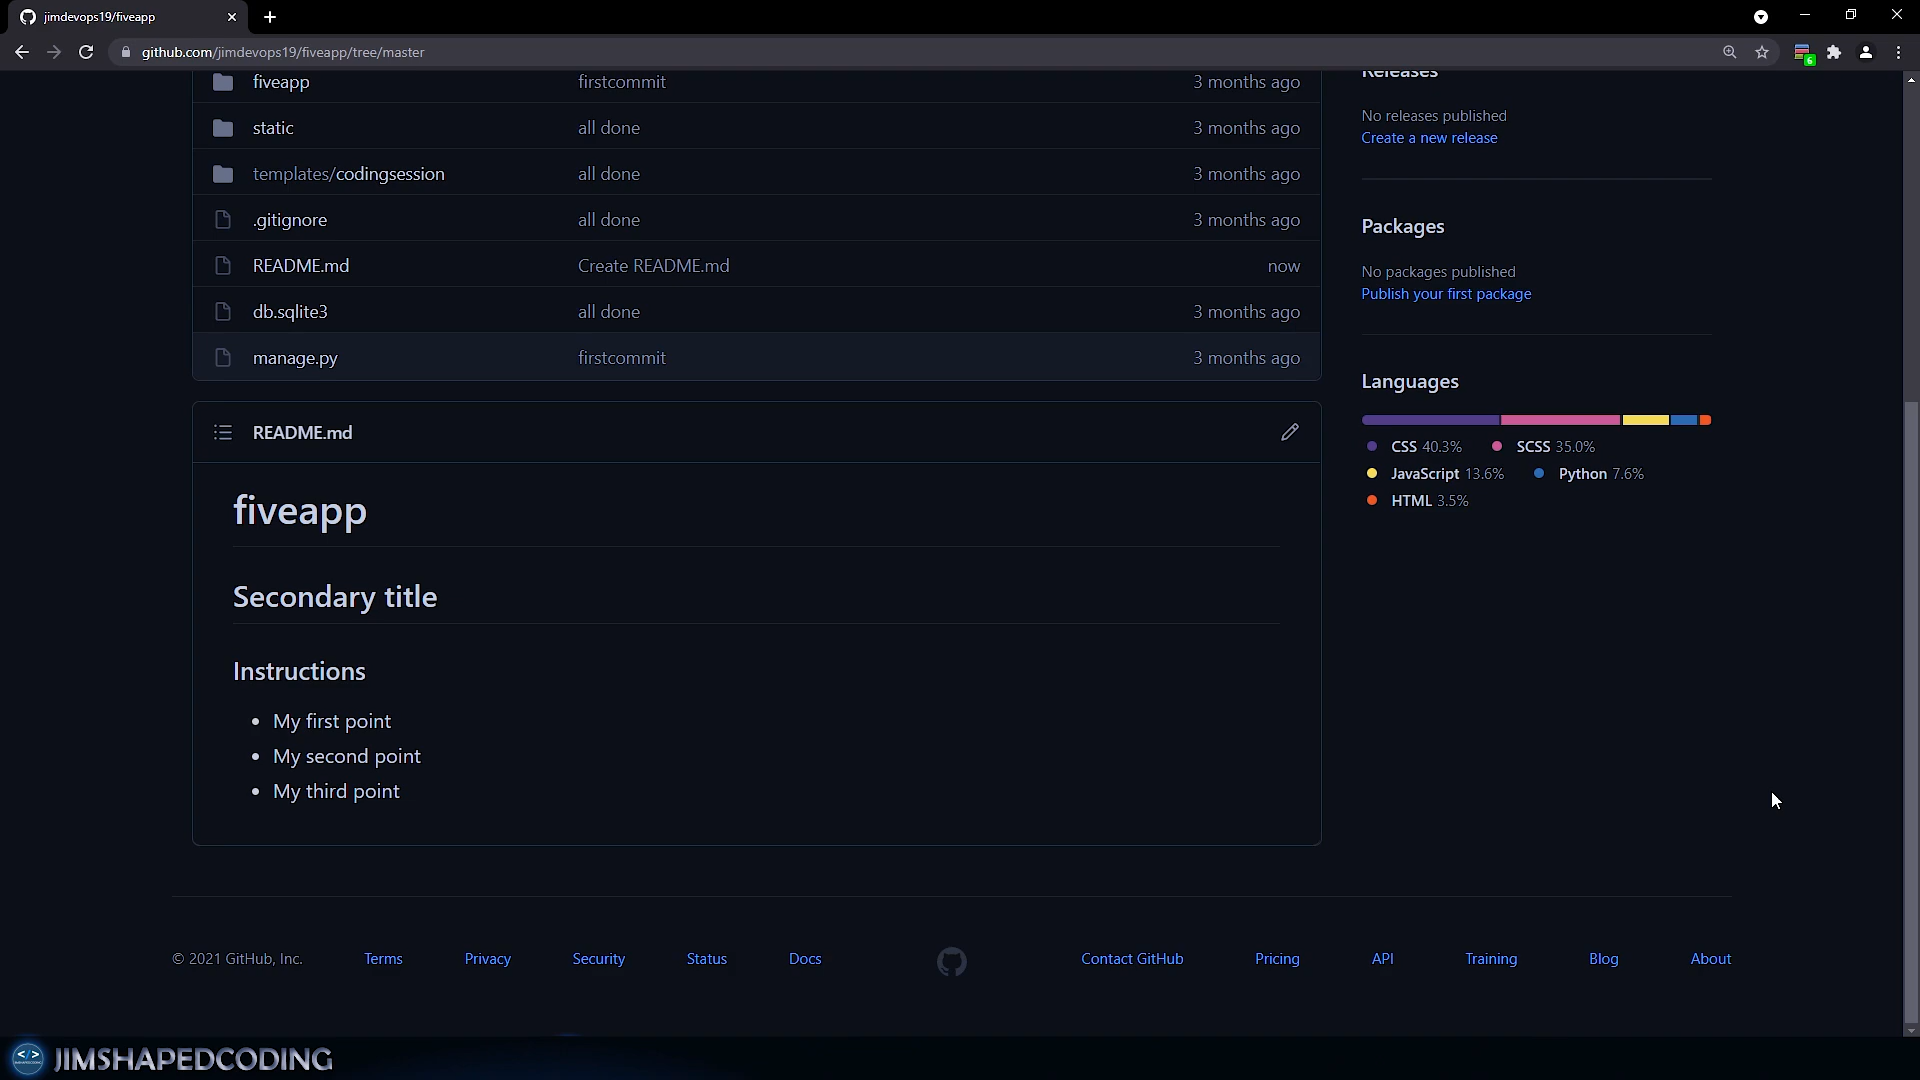 jimdevops19/fiveapp
github.com/jimdevops19/fiveapp/tree/master
6
fiveapp firstcommit 3 months ago
static all done 3 months ago
templates/codingsession all done 3 months ago
.gitignore all done 3 months ago
README.md Create README.md now
db.sqlite3 all done 3 months ago
manage.py firstcommit 3 months ago
README.md
fiveapp
Secondary title
Instructions
• My first point
• My second point
• My third point
Releases
No releases published
Create a new release
Packages
No packages published
Publish your first package
Languages
CSS 40.3% SCSS 35.0%
JavaScript 13.6% Python 7.6%
HTML 3.5%
© 2021 GitHub, Inc. Terms Privacy Security Status Docs Contact GitHub Pricing API Training Blog About
</> JIMSHAPEDCODING